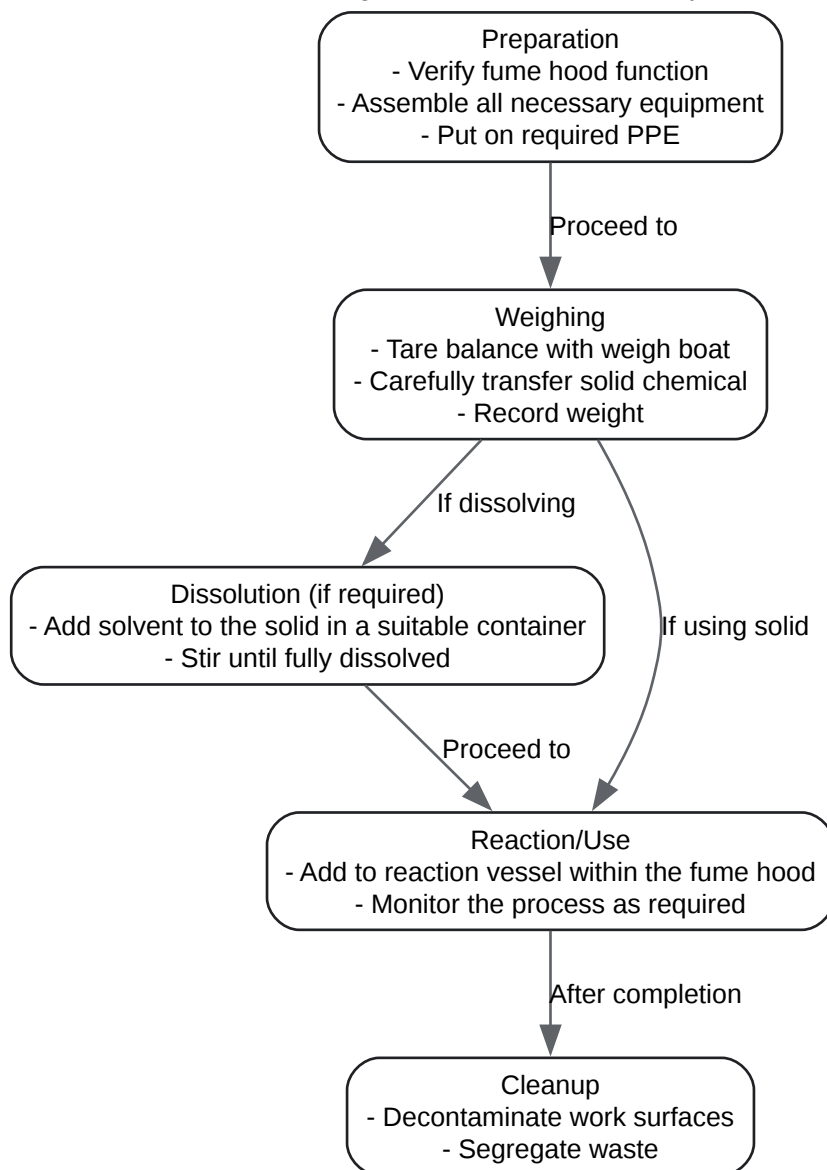 Preparation
- Verify fume hood function
- Assemble all necessary equipment
- Put on required PPE
Proceed to
Weighing
- Tare balance with weigh boat
- Carefully transfer solid chemical
- Record weight
If dissolving
Dissolution (if required)
- Add solvent to the solid in a suitable container
- Stir until fully dissolved
If using solid
Proceed to
Reaction/Use
- Add to reaction vessel within the fume hood
- Monitor the process as required
After completion
Cleanup
- Decontaminate work surfaces
- Segregate waste